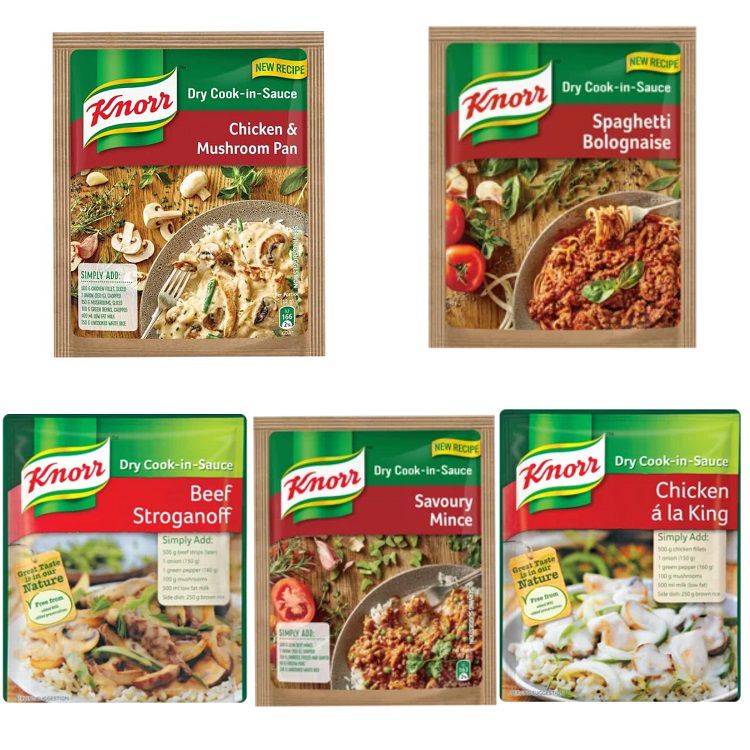 NEW RECIPE
Knorr
Dry Cook-in-Sauce
Chicken &
Mushroom Pan
SIMPLY ADD:
NEW RECIPE
Knorr
Dry Cook-in-Sauce
Spaghetti
Bolognaise
Knorr
Dry Cook-in-Sauce
Beef
Stroganoff
Simply Add:
500 g beef strips (lean)
1 onion (150 g)
1 green pepper (160 g)
100 g mushrooms
500 ml low fat milk
Side dish: 250 g brown rice
Great Taste
is in our
Nature
Free from
NEW RECIPE
Knorr
Dry Cook-in-Sauce
Savoury
Mince
SIMPLY ADD:
Knorr
Dry Cook-in-Sauce
Chicken
á la King
Simply Add:
500 g chicken fillets
1 onion (150 g)
1 green pepper (160 g)
100 g mushrooms
500 ml milk (low fat)
Side dish: 250 g brown rice
Great Taste
is in our
Nature
Free from